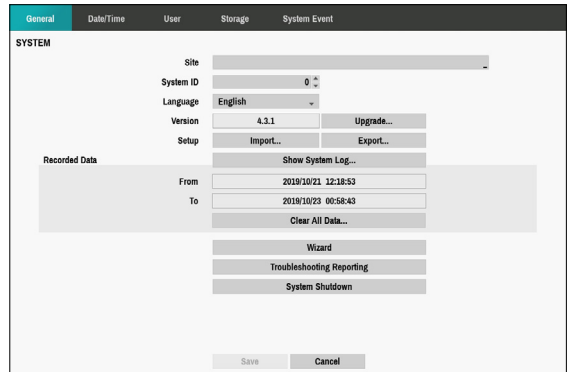 General Date/Time User Storage System Event
SYSTEM
Site _
System ID 0
Language English
Version 4.3.1 Upgrade...
Setup Import... Export...
Recorded Data Show System Log...
From 2019/10/21 12:18:53
To 2019/10/23 00:58:43
Clear All Data...
Wizard
Troubleshooting Reporting
System Shutdown
Save Cancel